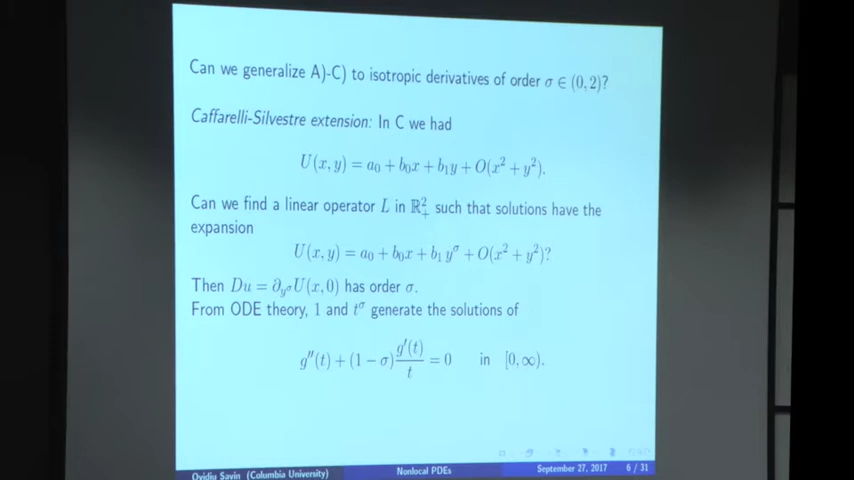 Can we generalize A)-C) to isotropic derivatives of order σ ∈ (0, 2)?
Caffarelli-Silvestre extension: In C we had
U(x, y) = a₀ + b₀x + b₁y + O(x² + y²).
Can we find a linear operator L in ℝ²₊ such that solutions have the
expansion
U(x, y) = a₀ + b₀x + b₁y^σ + O(x² + y²)?
Then Du = ∂_{y^σ}U(x, 0) has order σ.
From ODE theory, 1 and t^σ generate the solutions of
g''(t) + (1 − σ) g'(t)/t = 0 in [0, ∞).
Ovidiu Savin (Columbia University) Nonlocal PDEs September 27, 2017 6 / 31